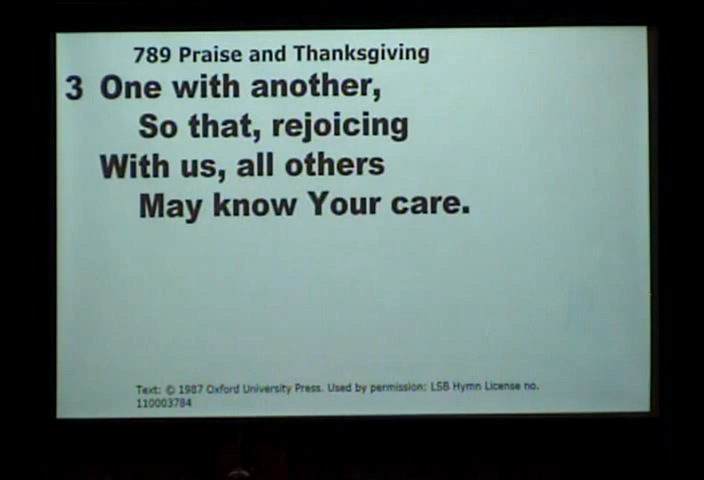 789 Praise and Thanksgiving
3 One with another,
So that, rejoicing
With us, all others
May know Your care.
Text: © 1987 Oxford University Press. Used by permission: LSB Hymn License no.
110003784